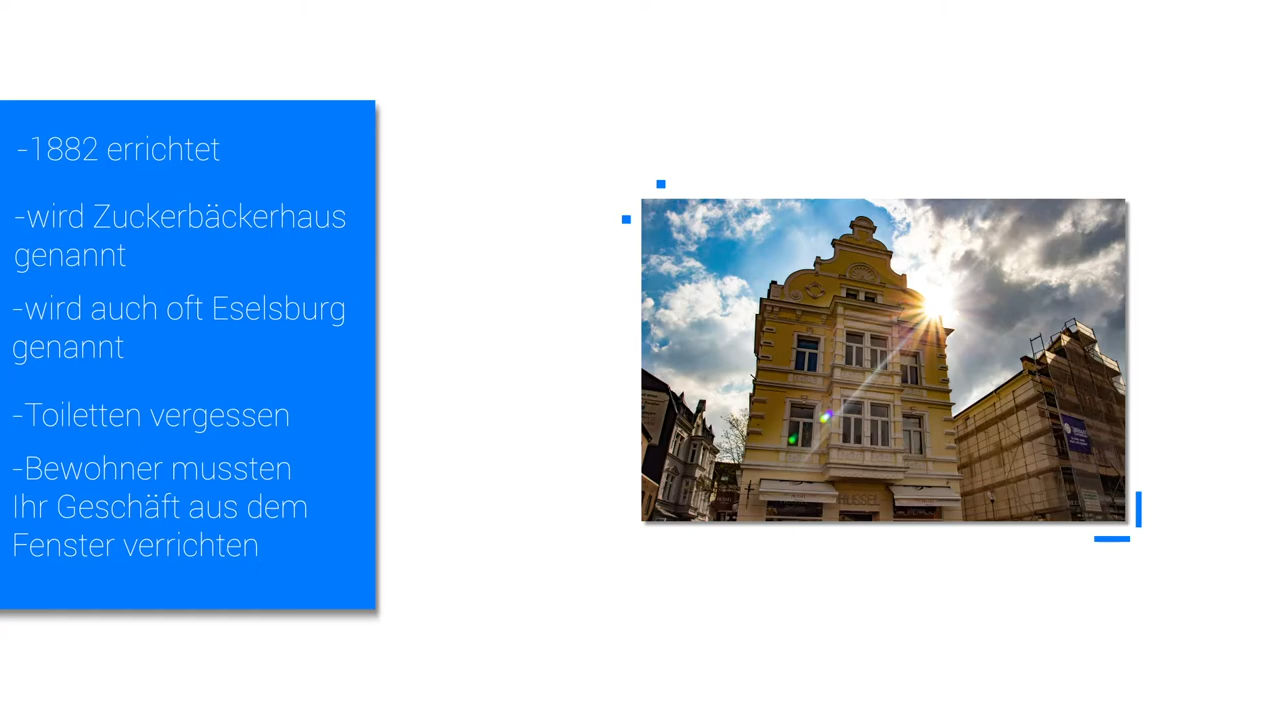 -1882 errichtet
-wird Zuckerbäckerhaus
genannt
-wird auch oft Eselsburg
genannt
-Toiletten vergessen
-Bewohner mussten
Ihr Geschäft aus dem
Fenster verrichten
HUSSEL